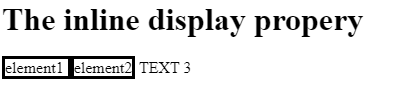 The inline display propery
element1 element2 TEXT 3